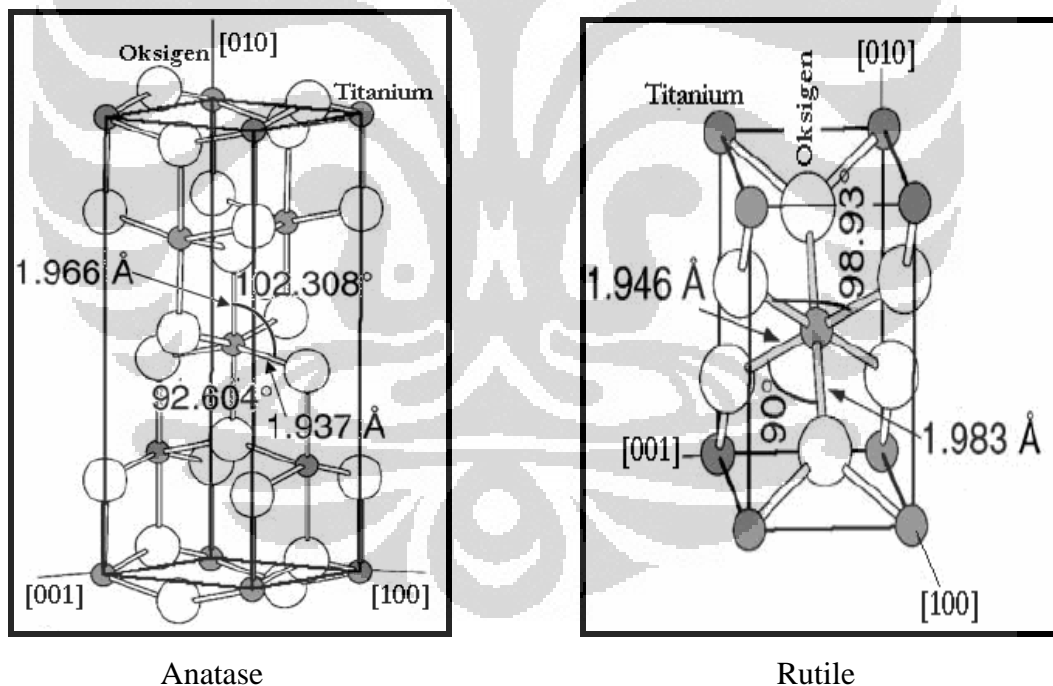 Oksigen
[010]
Titanium
1.966 Å
102.308°
92.604°
1.937 Å
[001]
[100]
Anatase
[010]
Titanium
Oksigen
98.93°
1.946 Å
90°
1.983 Å
[001]
[100]
Rutile